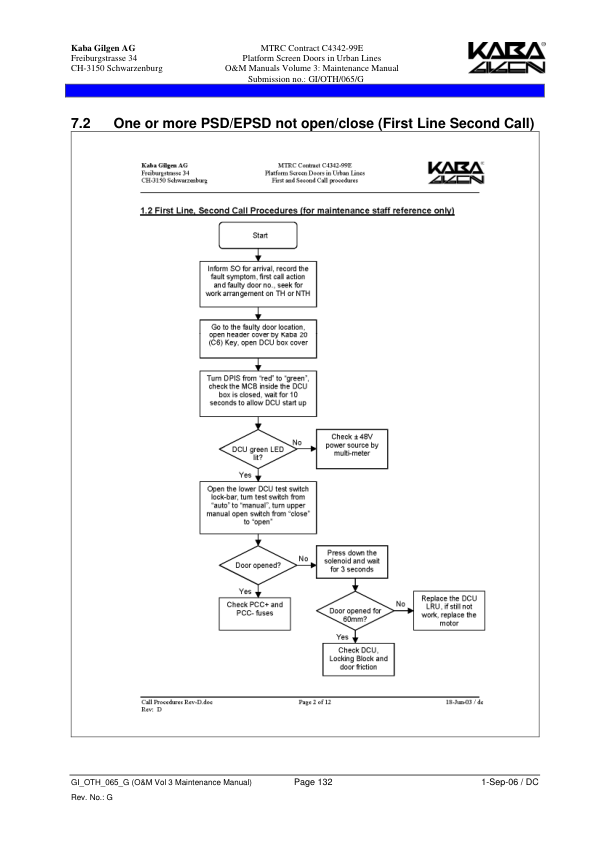 Kaba Gilgen AG
Freiburgstrasse 34
CH-3150 Schwarzenburg
MTRC Contract C4342-99E
Platform Screen Doors in Urban Lines
O&M Manuals Volume 3: Maintenance Manual
Submission no.: GI/OTH/065/G
KABA®
GILGEN
7.2 One or more PSD/EPSD not open/close (First Line Second Call)
Kaba Gilgen AG
Freiburgstrasse 34
CH-3150 Schwarzenburg
MTRC Contract C4342-99E
Platform Screen Doors in Urban Lines
First and Second Call procedures
KABA®
GILGEN
1.2 First Line, Second Call Procedures (for maintenance staff reference only)
Start
Inform SO for arrival, record the
fault symptom, first call action
and faulty door no., seek for
work arrangement on TH or NTH
Go to the faulty door location,
open header cover by Kaba 20
(C6) Key, open DCU box cover
Turn DPIS from "red" to "green",
check the MCB inside the DCU
box is closed, wait for 10
seconds to allow DCU start up
DCU green LED
lit?
No
Check ± 48V
power source by
multi-meter
Yes
Open the lower DCU test switch
lock-bar, turn test switch from
"auto" to "manual", turn upper
manual open switch from "close"
to "open"
Door opened?
No
Press down the
solenoid and wait
for 3 seconds
Yes
Check PCC+ and
PCC- fuses
Door opened for
60mm?
No
Replace the DCU
LRU, if still not
work, replace the
motor
Yes
Check DCU,
Locking Block and
door friction
Call Procedures Rev-D.doc
Rev: D
Page 2 of 12
18-Jun-03 / ds
GI_OTH_065_G (O&M Vol 3 Maintenance Manual)
Page 132
1-Sep-06 / DC
Rev. No.: G